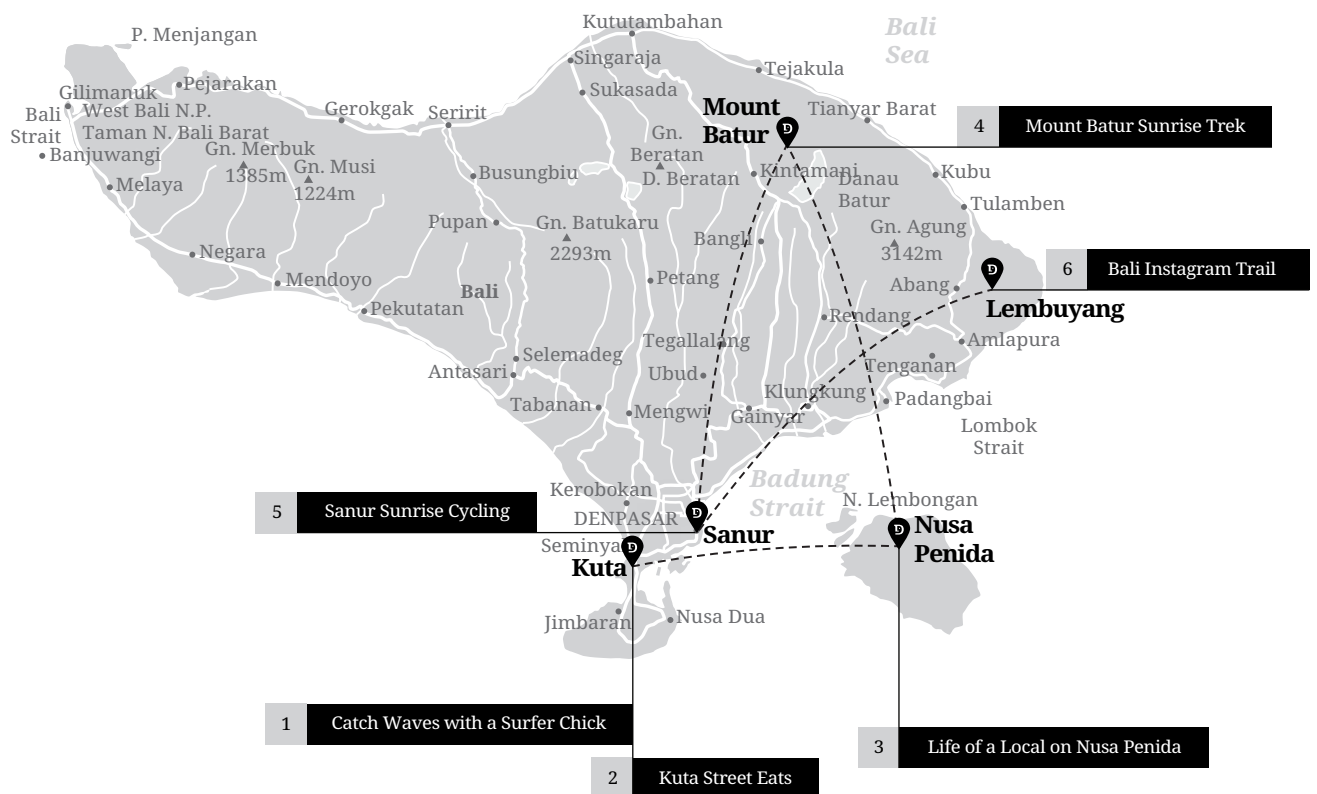 Kututambahan
Bali
Sea
P. Menjangan
Singaraja
Tejakula
Pejarakan
Sukasada
Gilimanuk
Gerokgak
Seririt
Mount
Batur
Tianyar Barat
West Bali N.P.
Bali
Strait
4
Mount Batur Sunrise Trek
Taman N. Bali Barat
Gn.
Beratan
Banjuwangi
Gn. Merbuk
1385m
Gn. Musi
1224m
Busungbiu
D. Beratan
Kintamani
Danau
Batur
Kubu
Melaya
Tulamben
Pupan
Gn. Batukaru
2293m
Bangli
Gn. Agung
3142m
Negara
6
Bali Instagram Trail
Mendoyo
Petang
Abang
Bali
Lembuyang
Pekutatan
Rendang
Tegallalang
Amlapura
Selemadeg
Antasari
Ubud
Tenganan
Klungkung
Padangbai
Tabanan
Mengwi
Gainyar
Lombok
Strait
Badung
Strait
Kerobokan
N. Lembongan
5
Sanur Sunrise Cycling
DENPASAR
Sanur
Nusa
Penida
Seminya
Kuta
Jimbaran
Nusa Dua
1
Catch Waves with a Surfer Chick
3
Life of a Local on Nusa Penida
2
Kuta Street Eats
D
D
D
D
D